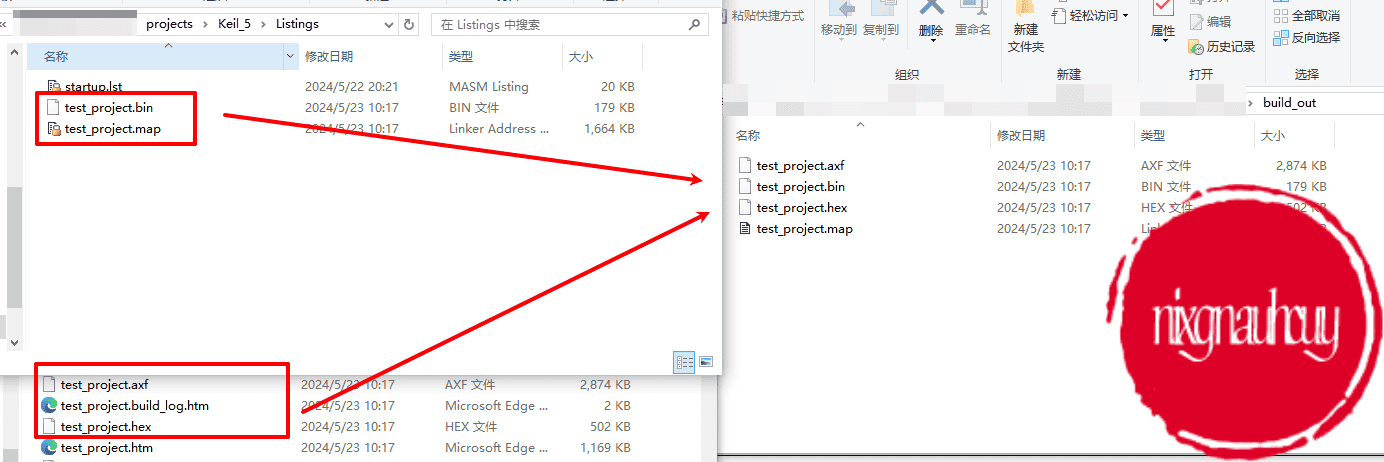 projects > Keil_5 > Listings
在 Listings 中搜索
名称 修改日期 类型 大小
startup.lst 2024/5/22 20:21 MASM Listing 20 KB
test_project.bin 2024/5/23 10:17 BIN 文件 179 KB
test_project.map 2024/5/23 10:17 Linker Address ... 1,664 KB
test_project.axf 2024/5/23 10:17 AXF 文件 2,874 KB
test_project.build_log.htm 2024/5/23 10:17 Microsoft Edge ... 2 KB
test_project.hex 2024/5/23 10:17 HEX 文件 502 KB
test_project.htm 2024/5/23 10:17 Microsoft Edge ... 1,169 KB
粘贴快捷方式 移动到 复制到 删除 重命名 新建 文件夹 轻松访问 属性 编辑 历史记录 全部取消 反向选择
组织 新建 打开 选择
> build_out
名称 修改日期 类型 大小
test_project.axf 2024/5/23 10:17 AXF 文件 2,874 KB
test_project.bin 2024/5/23 10:17 BIN 文件 179 KB
test_project.hex 2024/5/23 10:17 HEX 文件 502 KB
test_project.map 2024/5/23 10:17
nixgnauhcuy